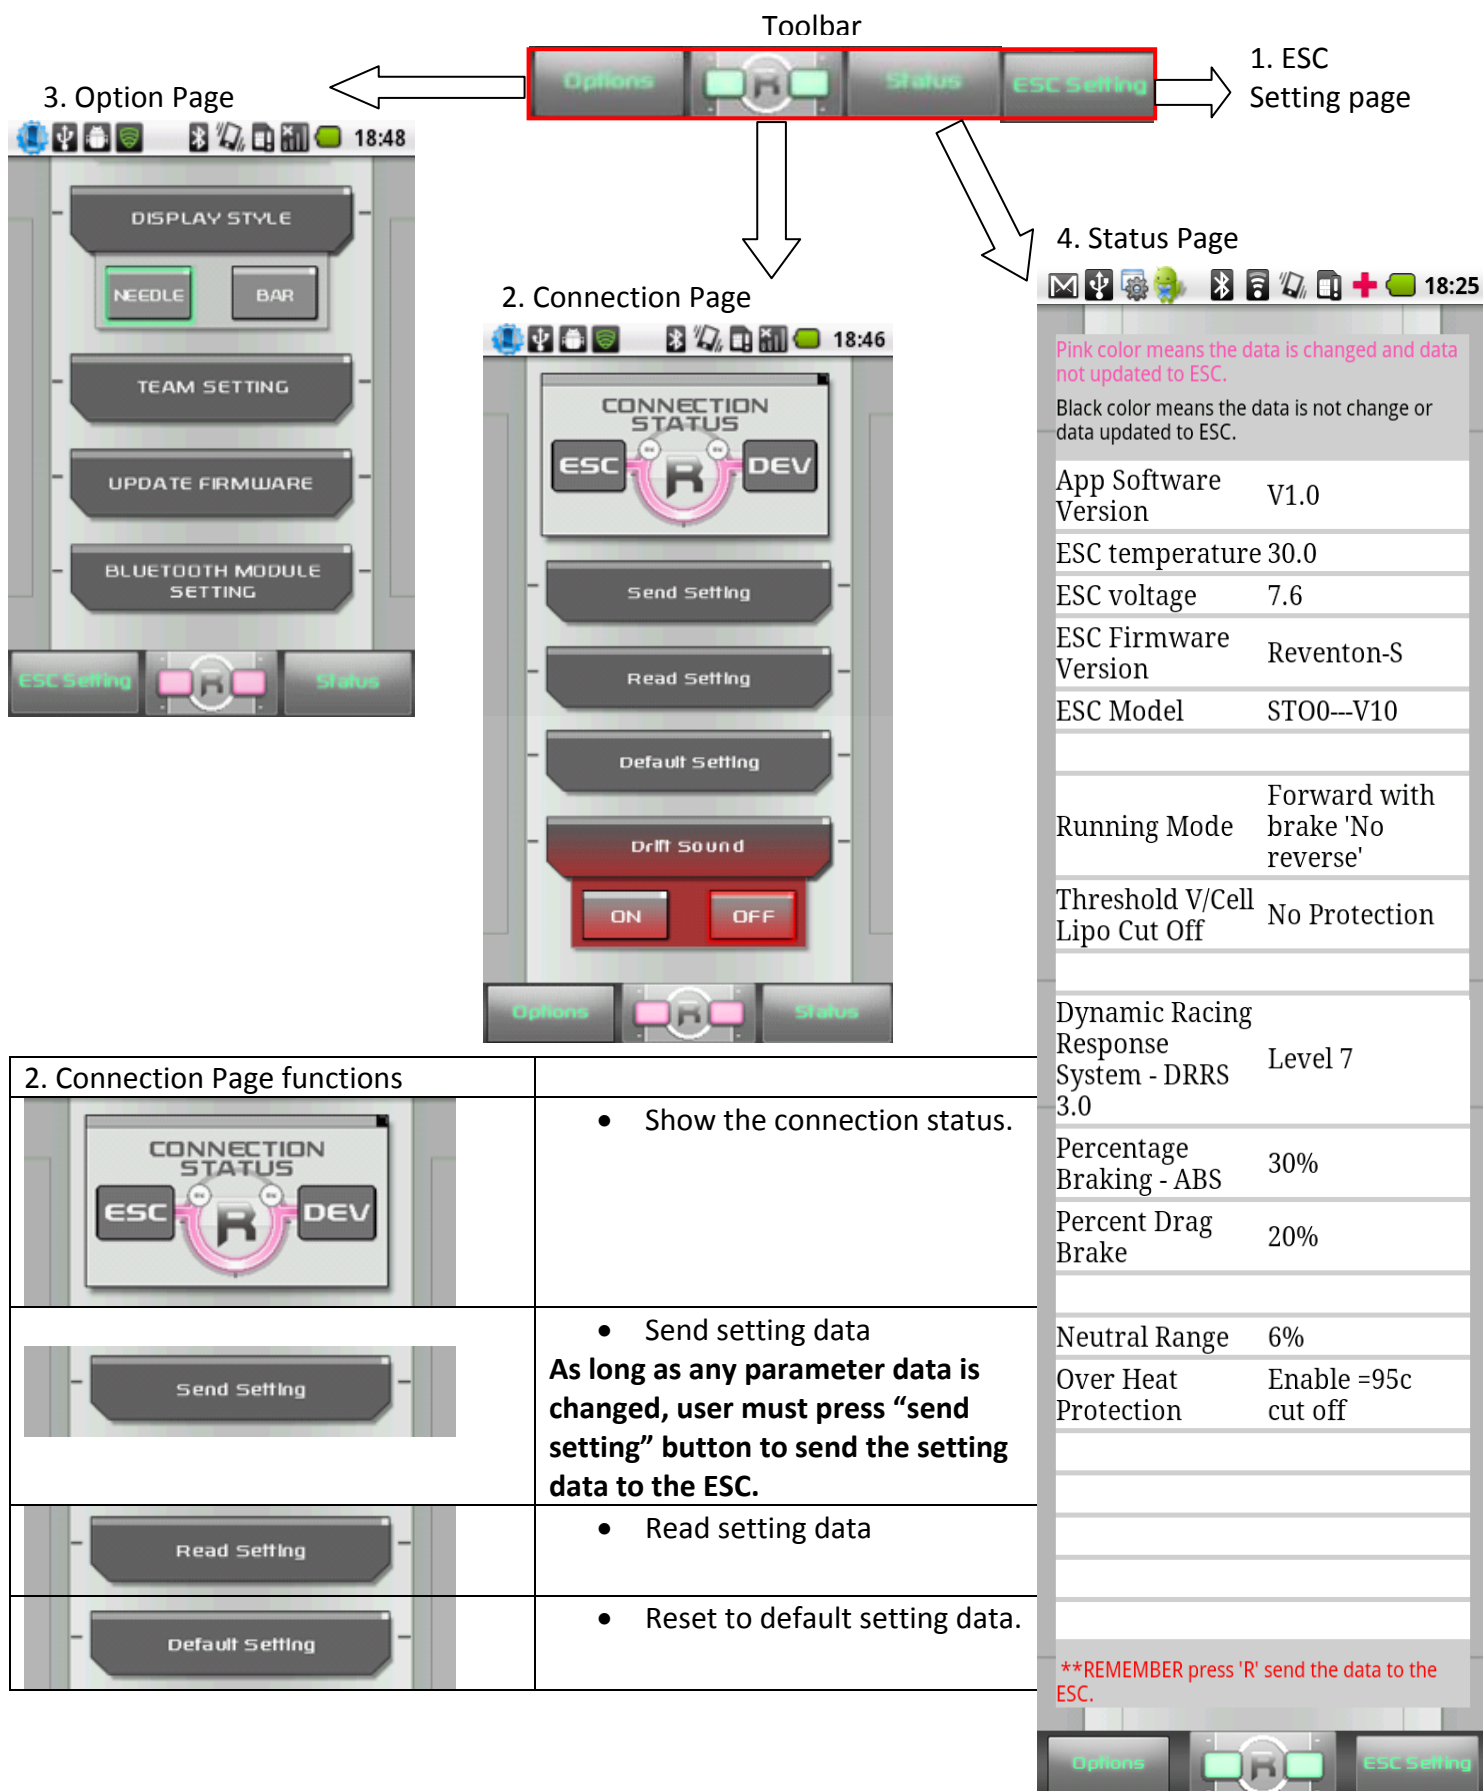 Toolbar
Options
R
Status
ESC Setting
1. ESC
Setting page
3. Option Page
18:48
DISPLAY STYLE
NEEDLE
BAR
TEAM SETTING
UPDATE FIRMWARE
BLUETOOTH MODULE
SETTING
ESC Setting
R
Status
2. Connection Page
18:46
CONNECTION
STATUS
ESC
R
DEV
Send Setting
Read Setting
Default Setting
Drift Sound
ON
OFF
Options
R
Status
4. Status Page
18:25
Pink color means the data is changed and data
not updated to ESC.
Black color means the data is not change or
data updated to ESC.
App Software
Version
V1.0
ESC temperature 30.0
ESC voltage 7.6
ESC Firmware
Version
Reventon-S
ESC Model STO0---V10
Running Mode
Forward with
brake 'No
reverse'
Threshold V/Cell
Lipo Cut Off
No Protection
Dynamic Racing
Response
System - DRRS
3.0
Level 7
Percentage
Braking - ABS
30%
Percent Drag
Brake
20%
Neutral Range 6%
Over Heat
Protection
Enable =95c
cut off
**REMEMBER press 'R' send the data to the
ESC.
Options
R
ESC Setting
2. Connection Page functions
CONNECTION
STATUS
ESC
R
DEV
• Show the connection status.
Send Setting
• Send setting data
As long as any parameter data is
changed, user must press “send
setting” button to send the setting
data to the ESC.
Read Setting
• Read setting data
Default Setting
• Reset to default setting data.